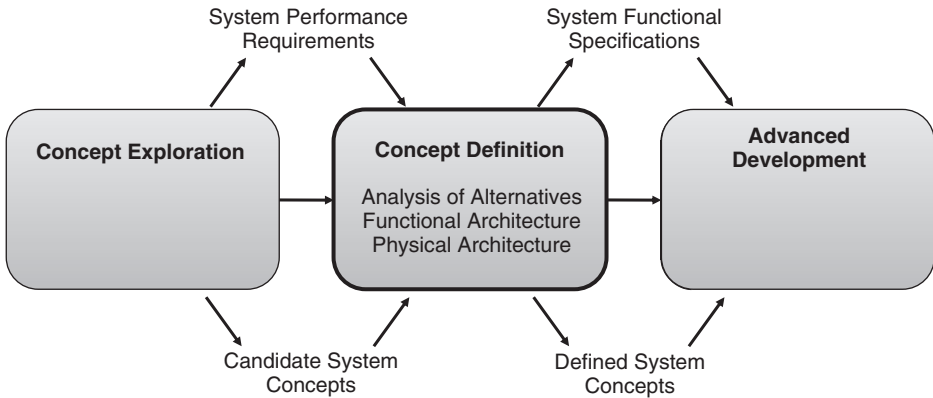 System Performance
Requirements
System Functional
Specifications
Concept Exploration
Concept Definition
Analysis of Alternatives
Functional Architecture
Physical Architecture
Advanced
Development
Candidate System
Concepts
Defined System
Concepts